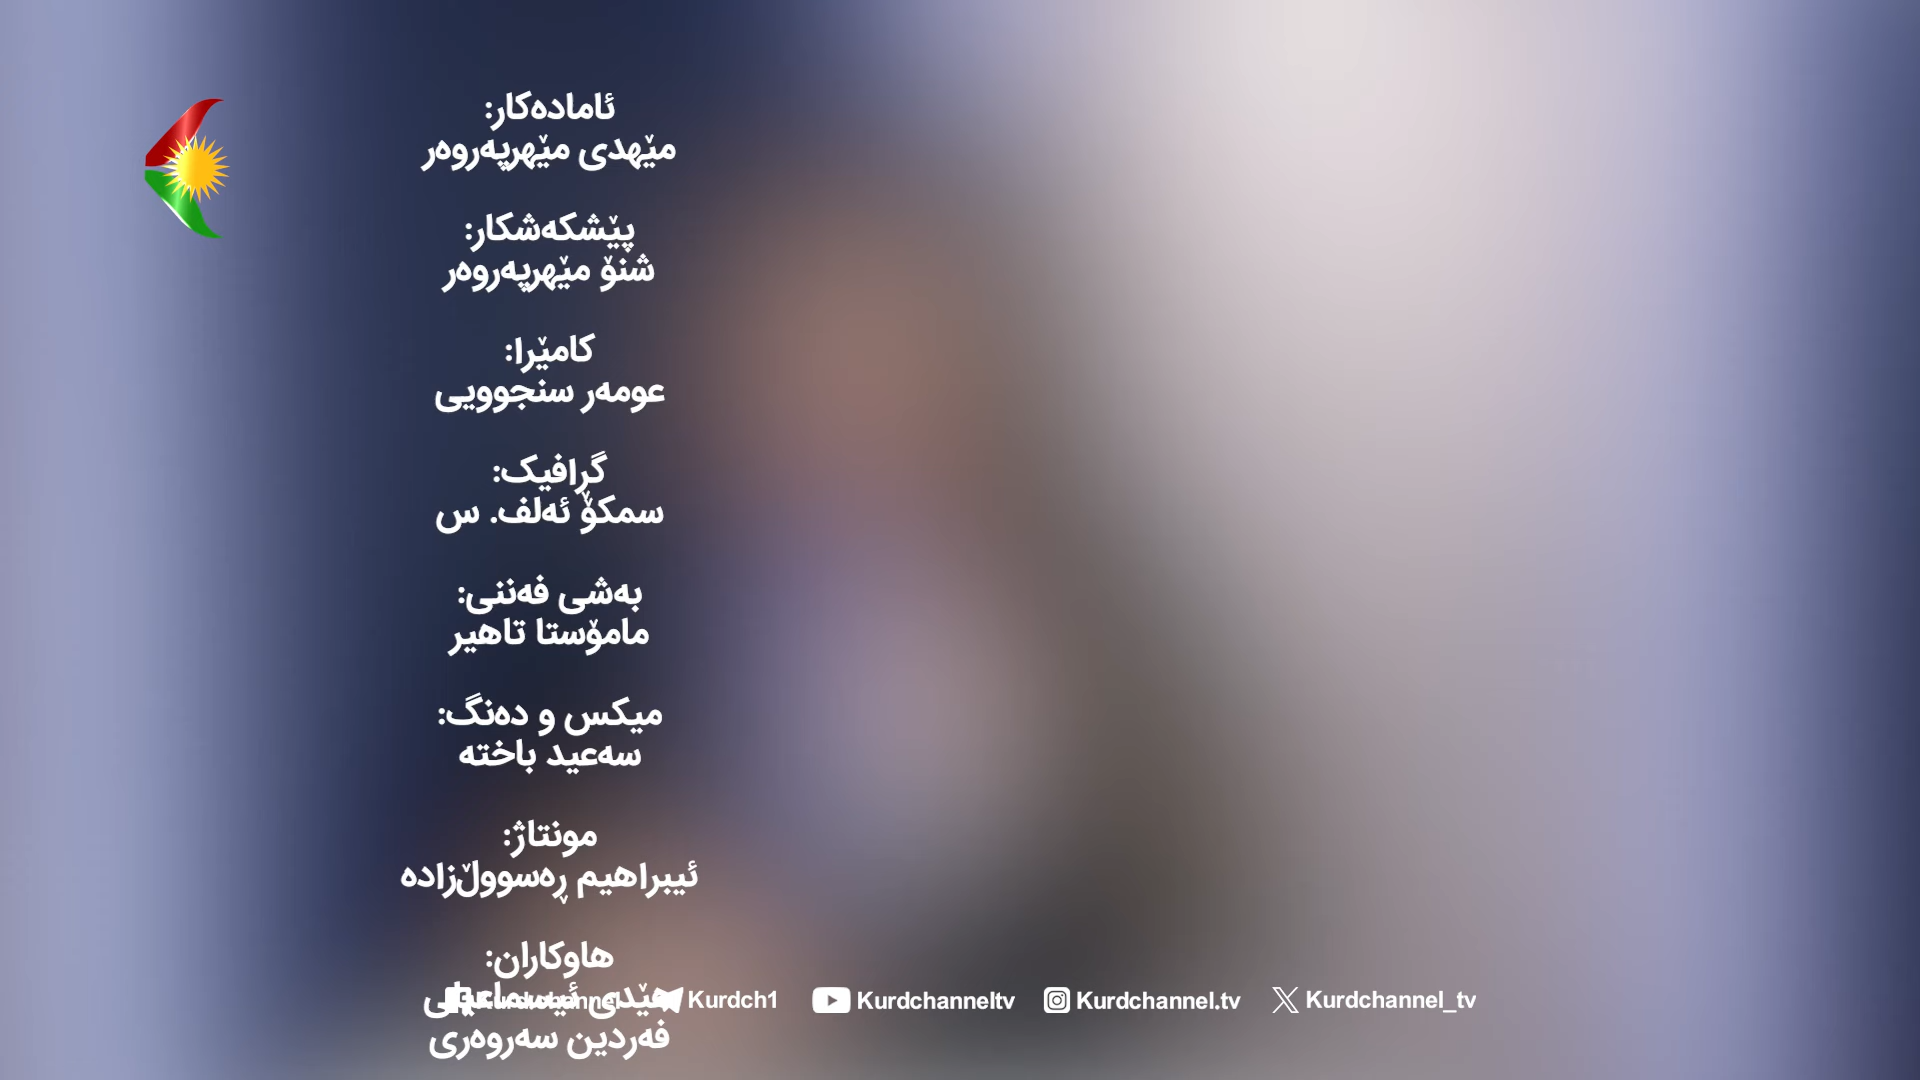 ئامادەکار:
مێهدی مێهرپەروەر
پێشکەشکار:
شنۆ مێهرپەروەر
کامێرا:
عومەر سنجوویی
گرافیک:
سمکۆ ئەلف. س
بەشی فەننی:
مامۆستا تاهیر
میکس و دەنگ:
سەعید باختە
مونتاژ:
ئیبراهیم ڕەسووڵزادە
هاوکاران:
Kurdch1 Kurdchanneltv Kurdchannel.tv Kurdchannel_tv
فەردین سەروەری